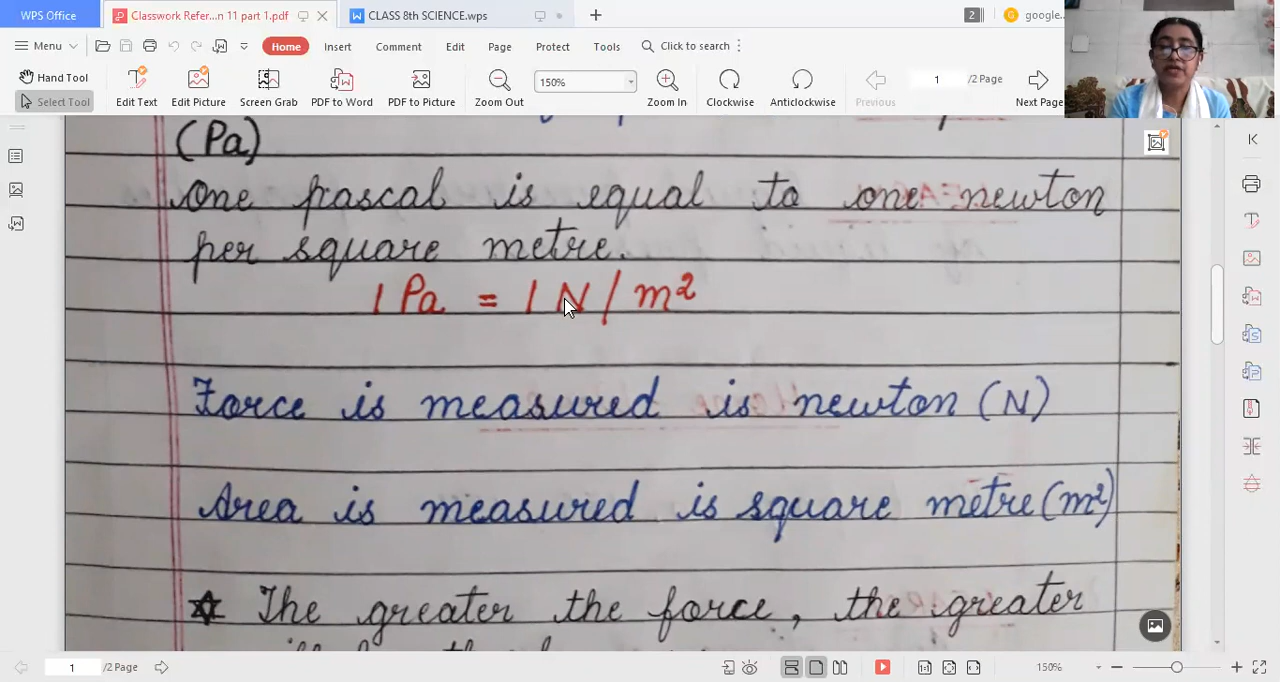 WPS Office
Classwork Refer...n 11 part 1.pdf
CLASS 8th SCIENCE.wps
2
google...
Menu
Home
Insert
Comment
Edit
Page
Protect
Tools
Click to search
Hand Tool
Select Tool
Edit Text
Edit Picture
Screen Grab
PDF to Word
PDF to Picture
Zoom Out
150%
Zoom In
Clockwise
Anticlockwise
Previous
1
/2 Page
Next Page
(Pa)
One pascal is equal to one newton
per square metre.
1 Pa = 1 N/m²
Force is measured is newton (N)
Area is measured is square metre (m²)
The greater the force, the greater
1
/2 Page
1:1
150%